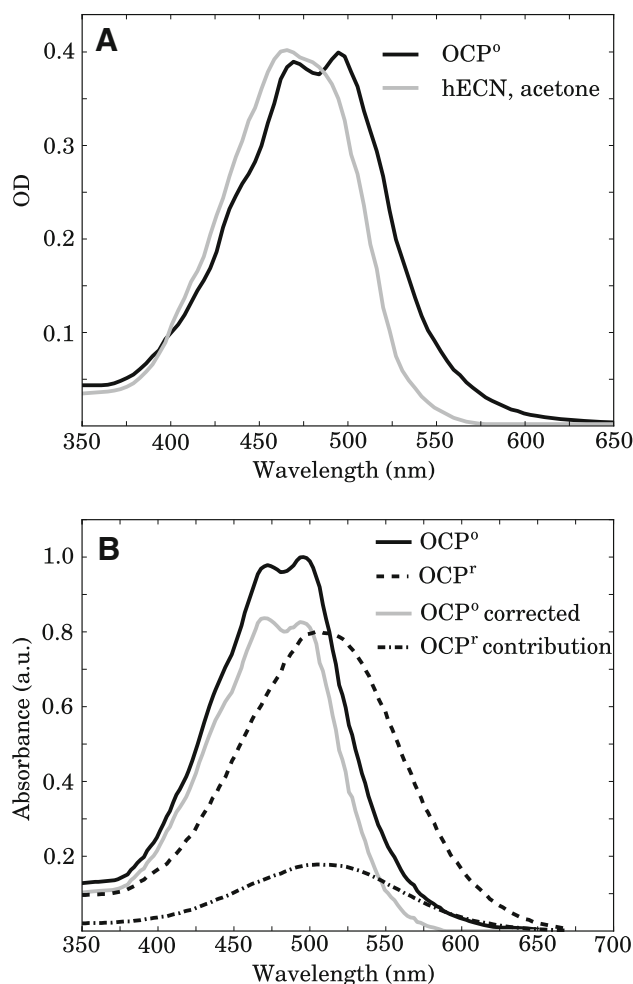 A
OCPᵒ
hECN, acetone
0.4
0.3
0.2
0.1
OD
350 400 450 500 550 600 650
Wavelength (nm)
B
OCPᵒ
OCPʳ
OCPᵒ corrected
OCPʳ contribution
1.0
0.8
0.6
0.4
0.2
Absorbance (a.u.)
350 400 450 500 550 600 650 700
Wavelength (nm)